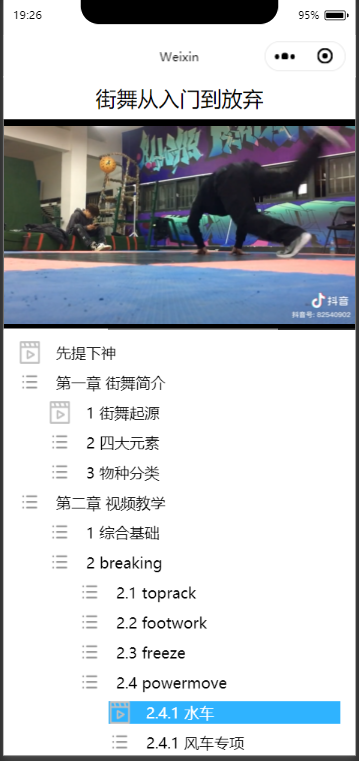 19:26
95%
Weixin
街舞从入门到放弃
抖音
抖音号: 82540902
先提下神
第一章 街舞简介
1 街舞起源
2 四大元素
3 物种分类
第二章 视频教学
1 综合基础
2 breaking
2.1 toprack
2.2 footwork
2.3 freeze
2.4 powermove
2.4.1 水车
2.4.1 风车专项